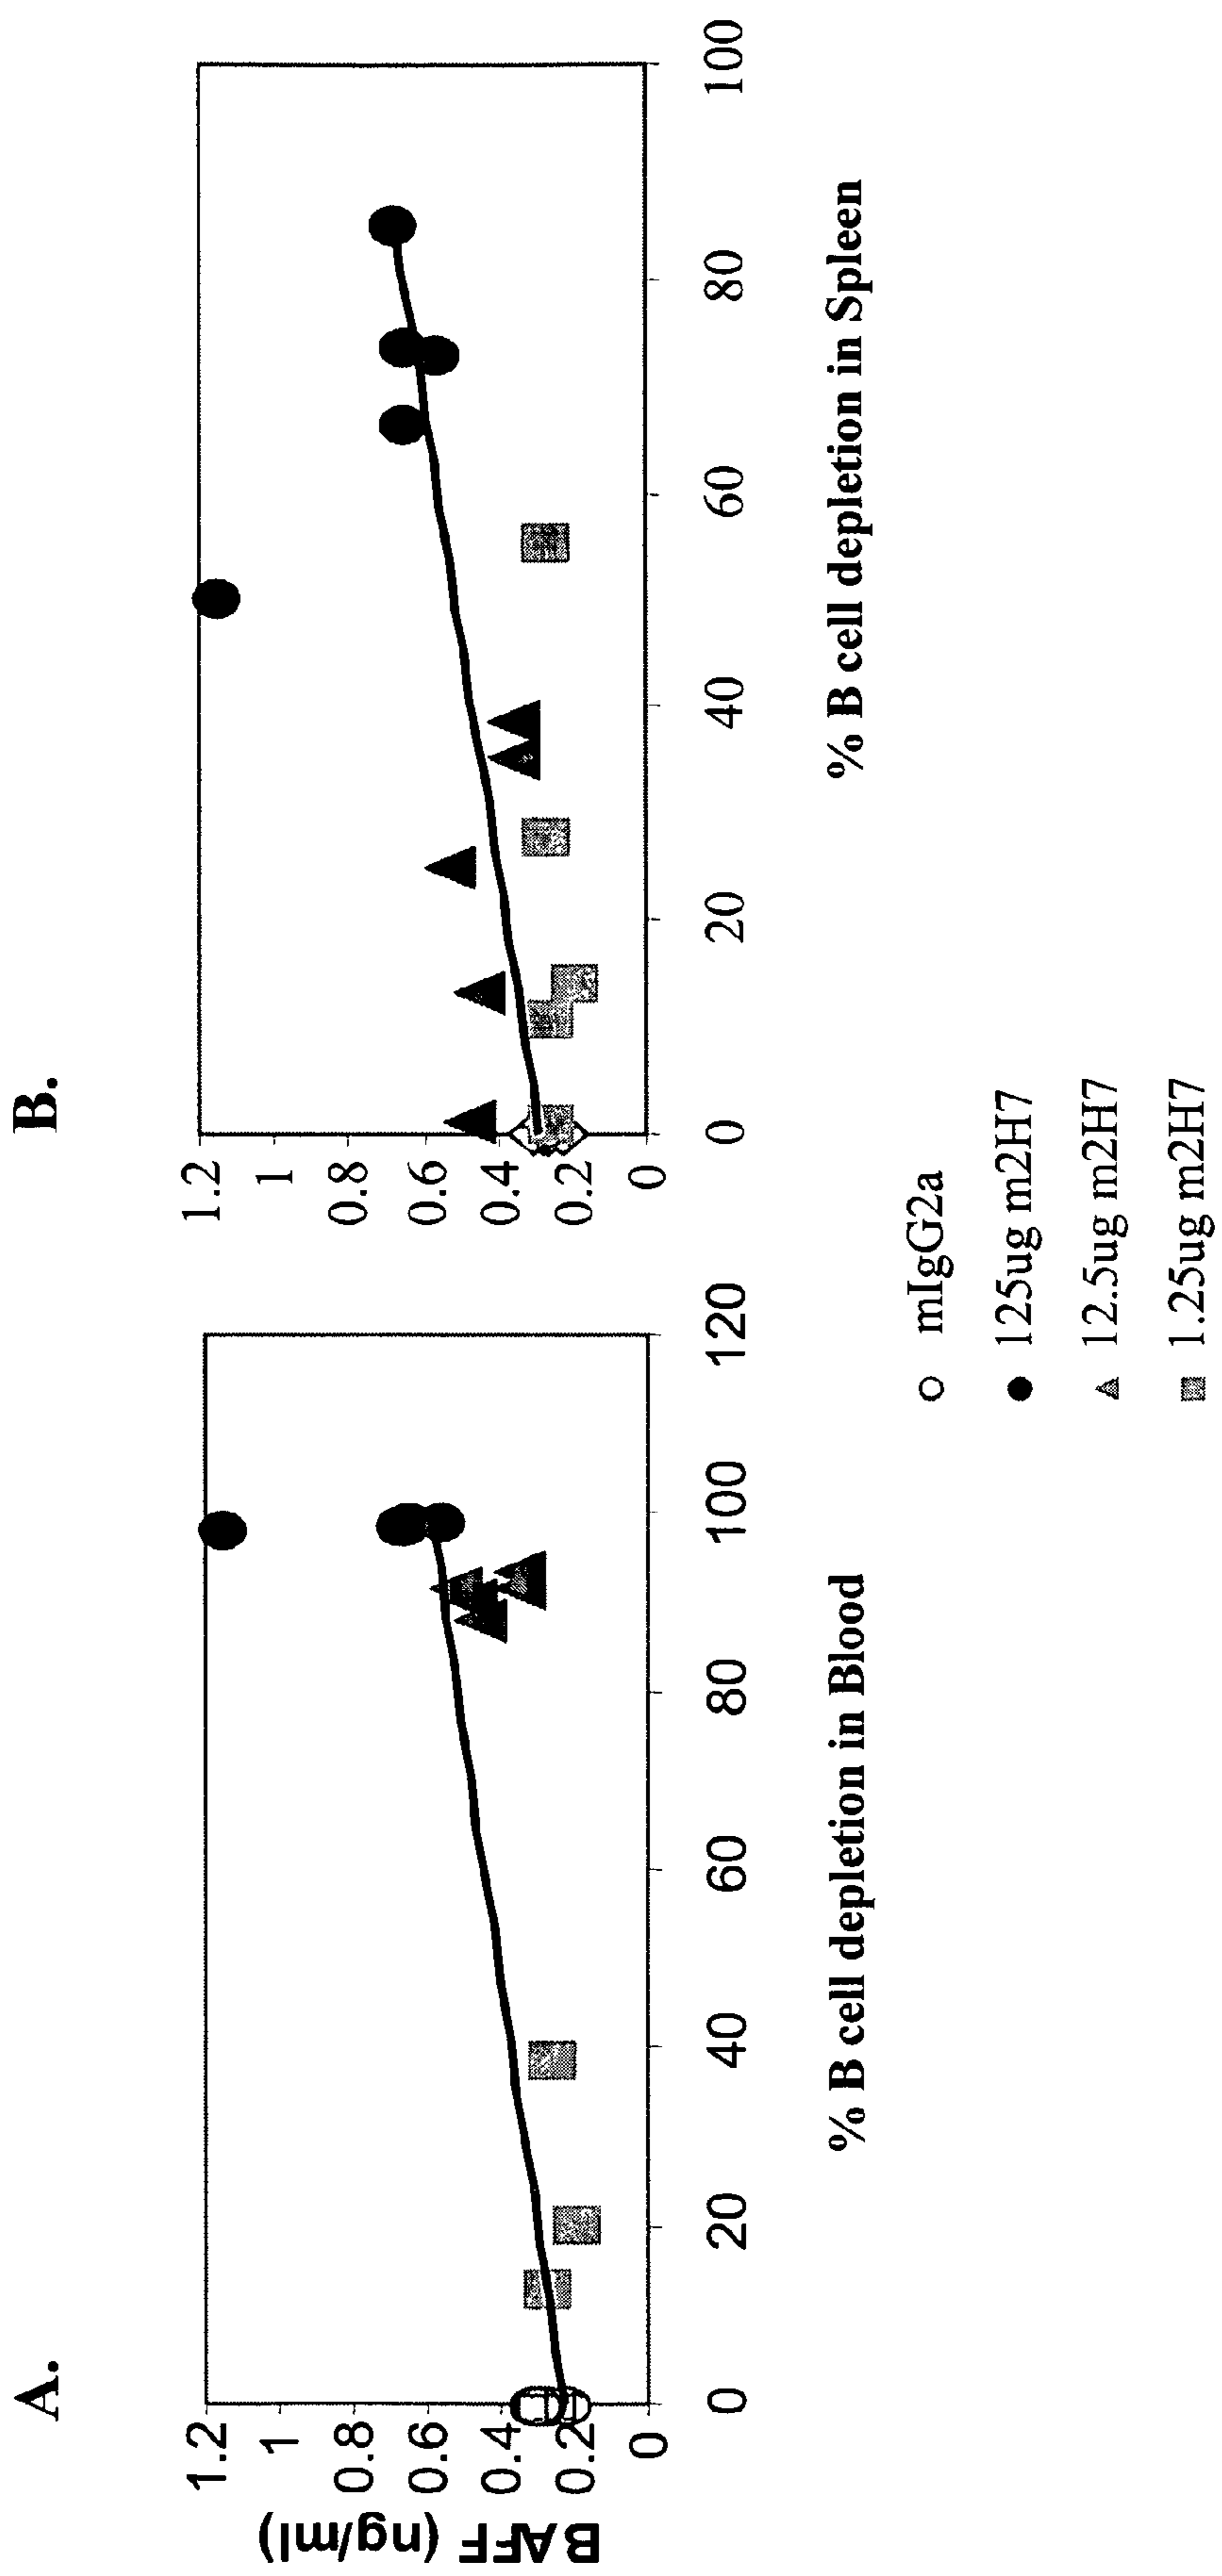 A.
BAFF (ng/ml)
1.2
1
0.8
0.6
0.4
0.2
0
0 20 40 60 80 100 120
% B cell depletion in Blood
B.
1.2
1
0.8
0.6
0.4
0.2
0
0 20 40 60 80 100
% B cell depletion in Spleen
mIgG2a
125ug m2H7
12.5ug m2H7
1.25ug m2H7